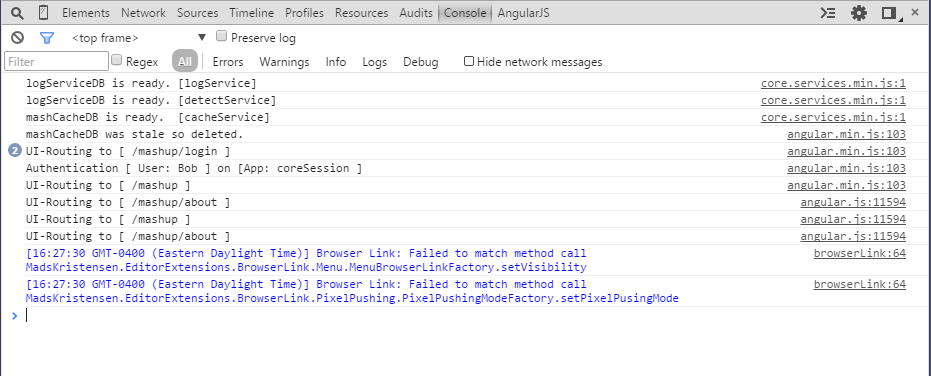 Elements Network Sources Timeline Profiles Resources Audits Console AngularJS
<top frame> Preserve log
Filter Regex All Errors Warnings Info Logs Debug Hide network messages
logServiceDB is ready. [logService] core.services.min.js:1
logServiceDB is ready. [detectService] core.services.min.js:1
mashCacheDB is ready.  [cacheService] core.services.min.js:1
mashCacheDB was stale so deleted. angular.min.js:103
2 UI-Routing to [ /mashup/login ] angular.min.js:103
Authentication [ User: Bob ] on [App: coreSession ] angular.min.js:103
UI-Routing to [ /mashup ] angular.min.js:103
UI-Routing to [ /mashup/about ] angular.js:11594
UI-Routing to [ /mashup ] angular.js:11594
UI-Routing to [ /mashup/about ] angular.js:11594
[16:27:30 GMT-0400 (Eastern Daylight Time)] Browser Link: Failed to match method call browserLink:64
MadsKristensen.EditorExtensions.BrowserLink.Menu.MenuBrowserLinkFactory.setVisibility
[16:27:30 GMT-0400 (Eastern Daylight Time)] Browser Link: Failed to match method call browserLink:64
MadsKristensen.EditorExtensions.BrowserLink.PixelPushing.PixelPushingModeFactory.setPixelPusingMode